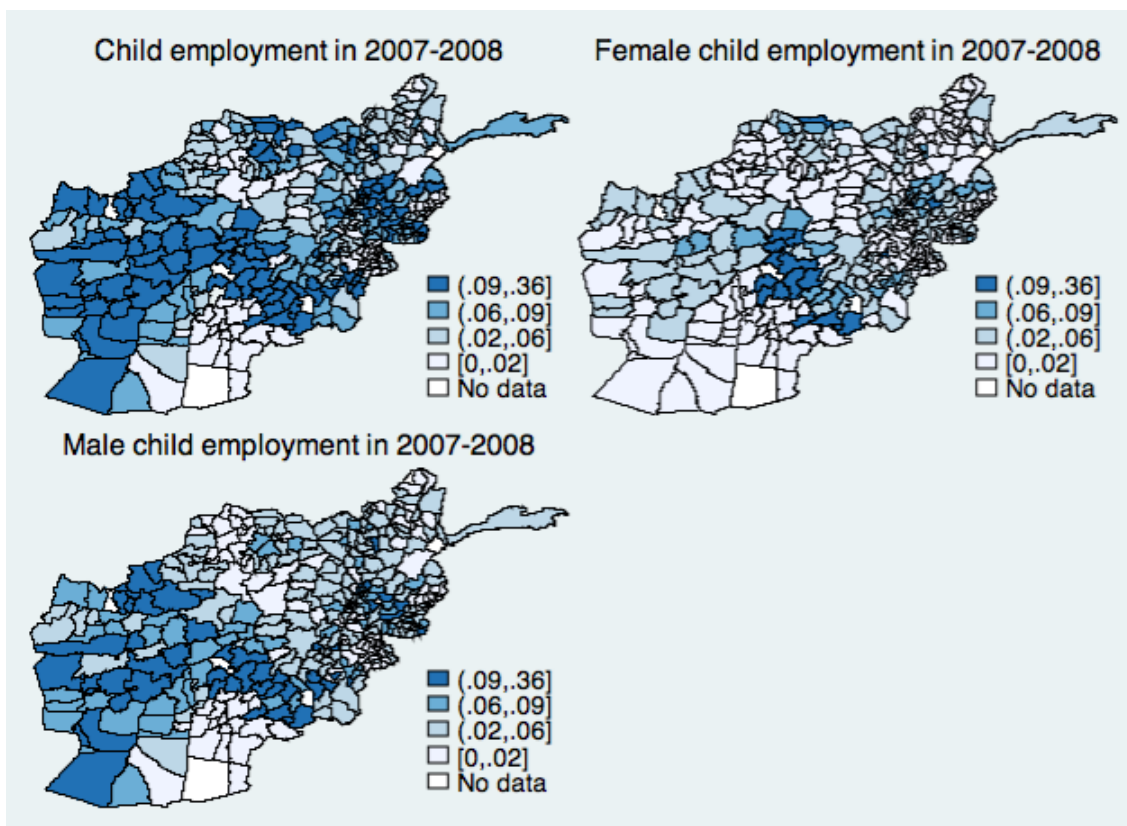 Child employment in 2007-2008
(.09,.36]
(.06,.09]
(.02,.06]
[0,.02]
No data
Female child employment in 2007-2008
(.09,.36]
(.06,.09]
(.02,.06]
[0,.02]
No data
Male child employment in 2007-2008
(.09,.36]
(.06,.09]
(.02,.06]
[0,.02]
No data